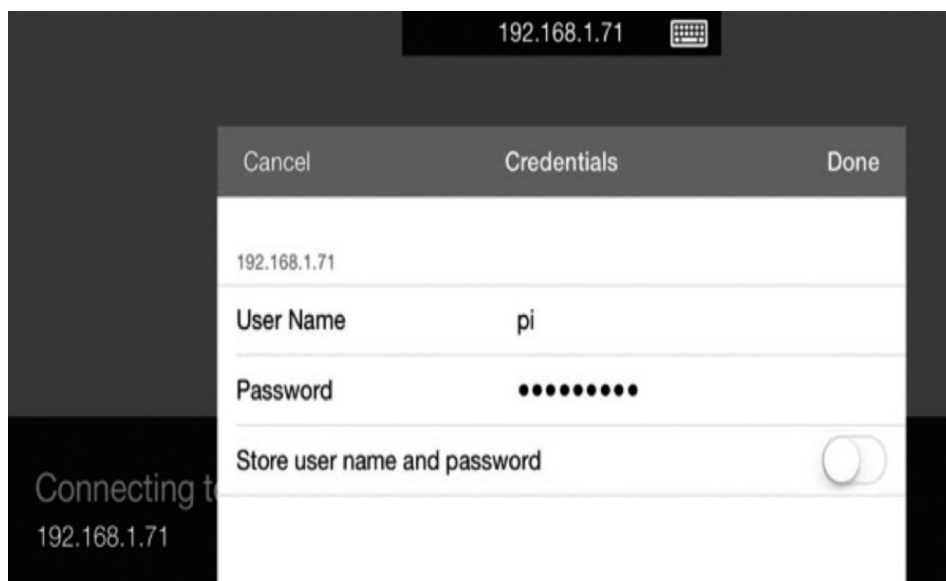 192.168.1.71
Cancel Credentials Done
192.168.1.71
User Name pi
Password •••••••••
Store user name and password
Connecting to
192.168.1.71